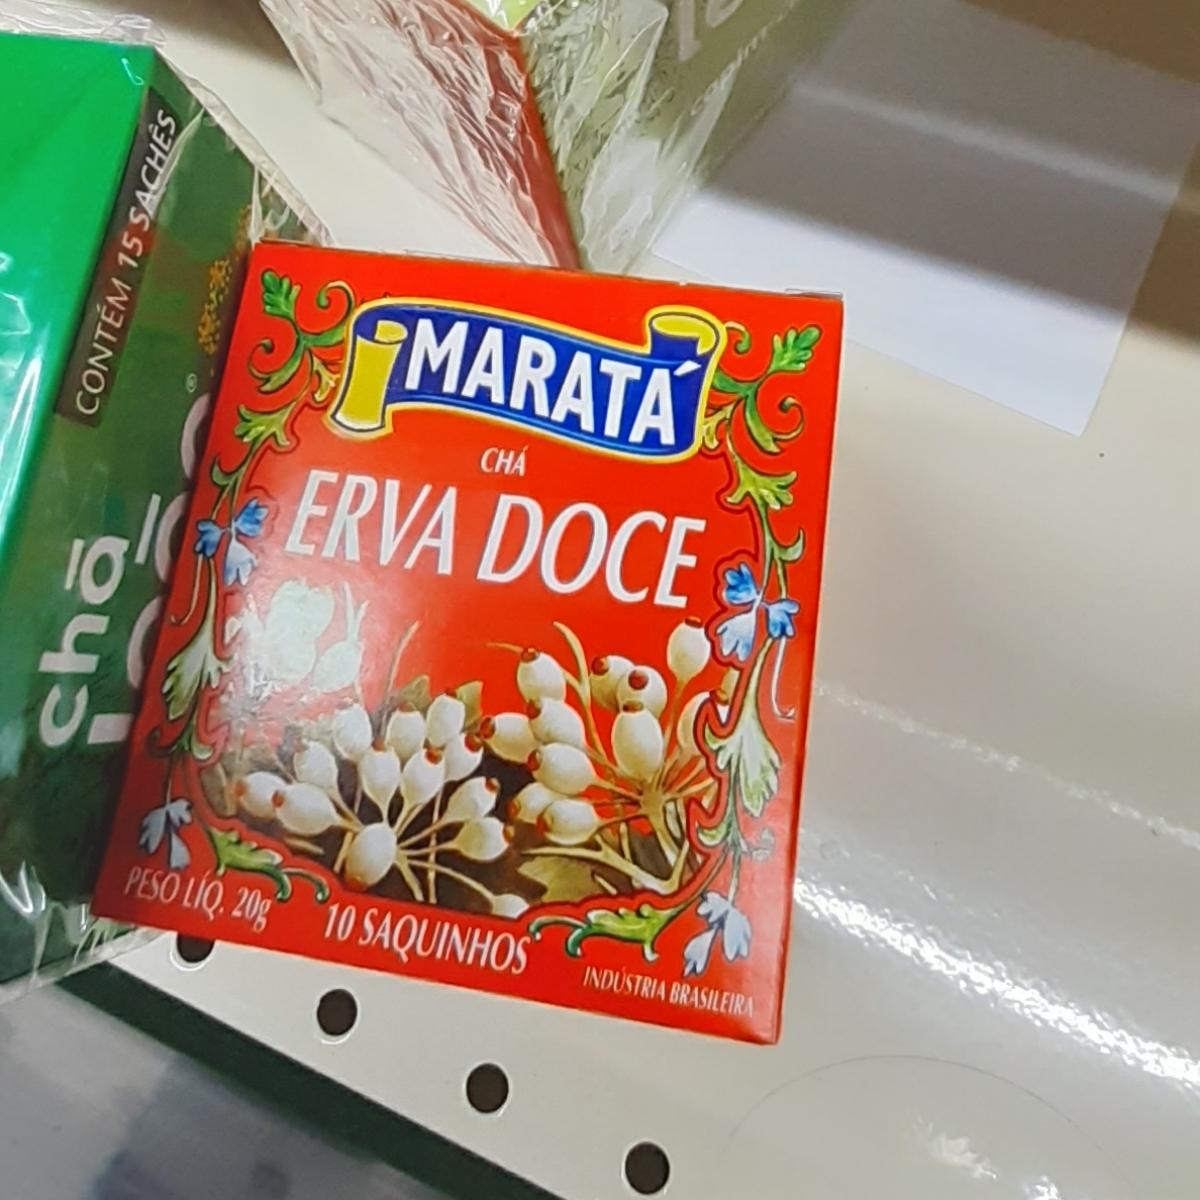 CONTÉM 15 SACHÊS
chá
MARATÁ
CHÁ
ERVA DOCE
PESO LÍQ. 20g
10 SAQUINHOS
INDÚSTRIA BRASILEIRA